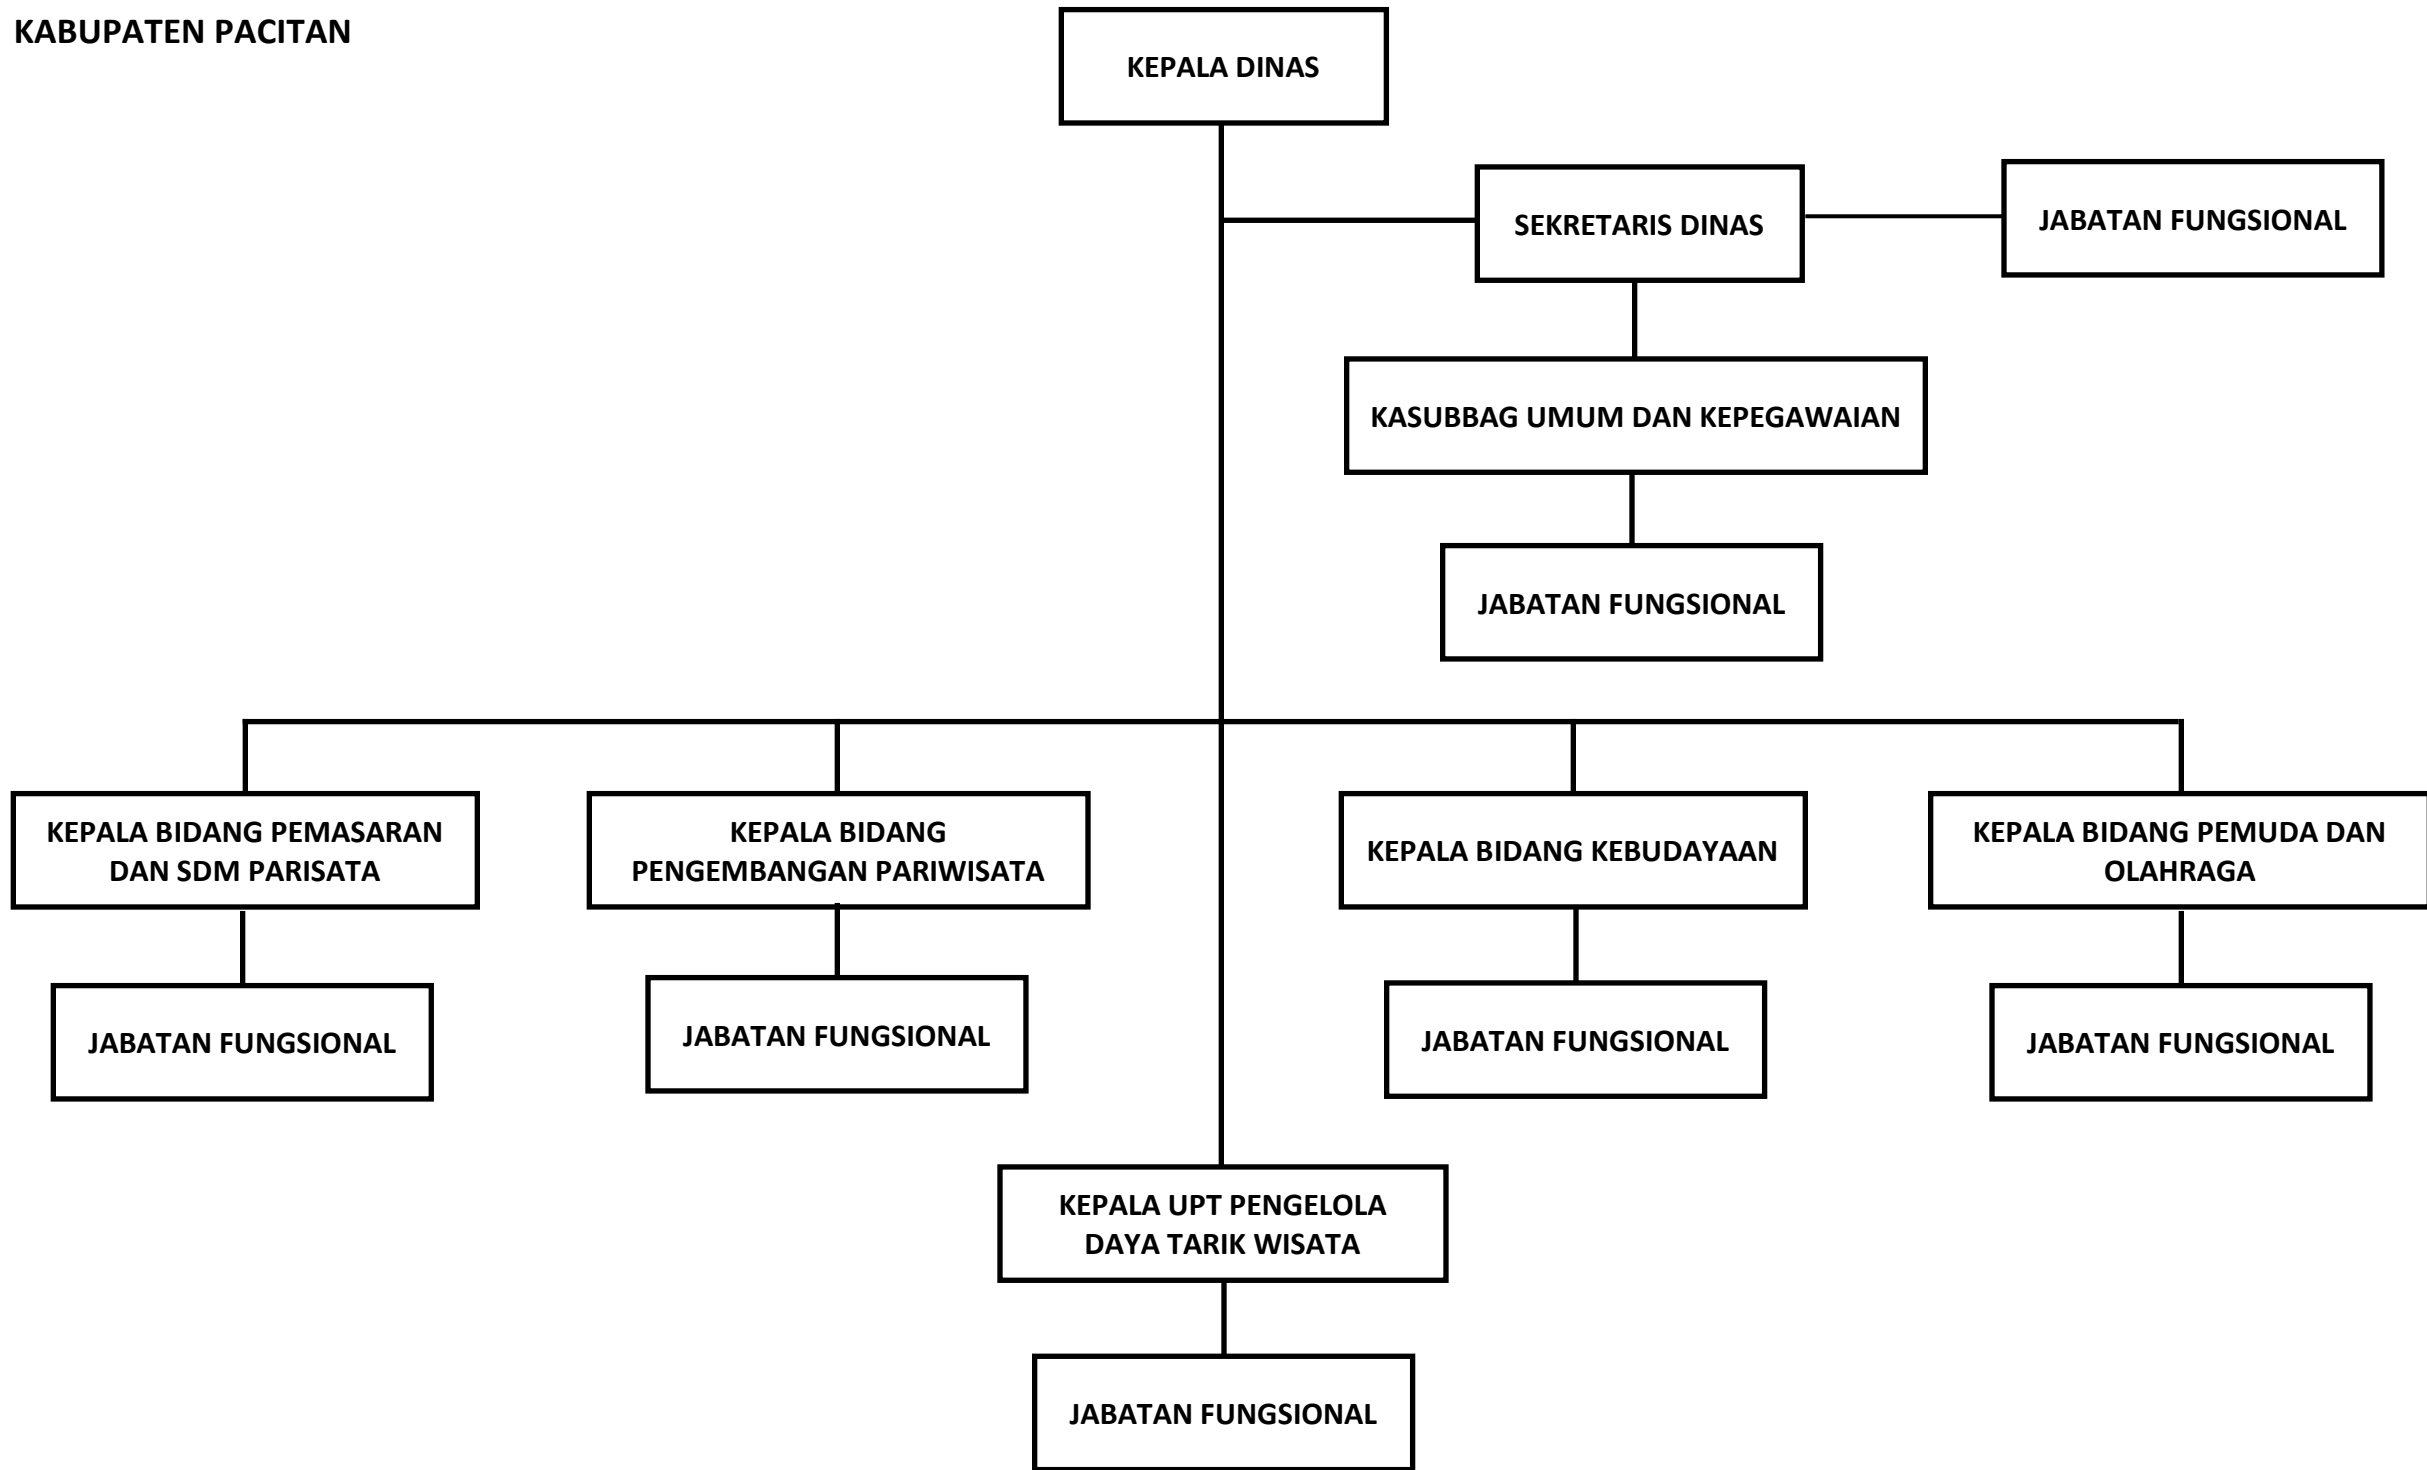 KABUPATEN PACITAN
KEPALA DINAS
SEKRETARIS DINAS
JABATAN FUNGSIONAL
KASUBBAG UMUM DAN KEPEGAWAIAN
JABATAN FUNGSIONAL
KEPALA BIDANG PEMASARAN
DAN SDM PARISATA
KEPALA BIDANG
PENGEMBANGAN PARIWISATA
KEPALA BIDANG KEBUDAYAAN
KEPALA BIDANG PEMUDA DAN
OLAHRAGA
JABATAN FUNGSIONAL
JABATAN FUNGSIONAL
JABATAN FUNGSIONAL
JABATAN FUNGSIONAL
KEPALA UPT PENGELOLA
DAYA TARIK WISATA
JABATAN FUNGSIONAL